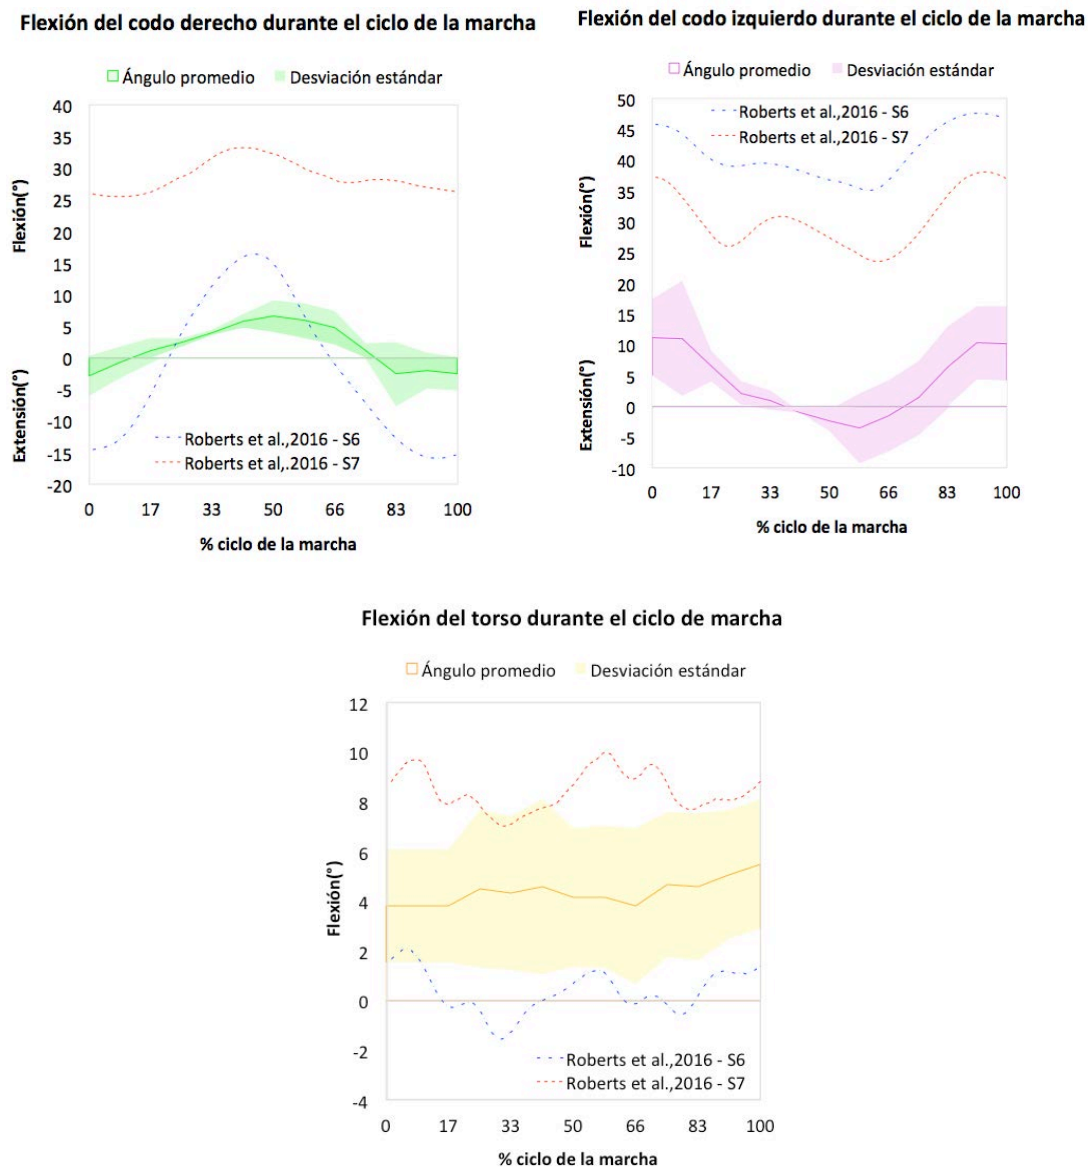 Flexión del codo derecho durante el ciclo de la marcha
Ángulo promedio Desviación estándar
40
35
30
25
20
15
10
5
0
-5
-10
-15
-20
Flexión(°)
Extensión(°)
Roberts et al.,2016 - S6
Roberts et al,.2016 - S7
0 17 33 50 66 83 100
% ciclo de la marcha
Flexión del codo izquierdo durante el ciclo de la marcha
Ángulo promedio Desviación estándar
50
45
40
35
30
25
20
15
10
5
0
-5
-10
Flexión(°)
Extensión(°)
Roberts et al.,2016 - S6
Roberts et al.,2016 - S7
0 17 33 50 66 83 100
% ciclo de la marcha
Flexión del torso durante el ciclo de marcha
Ángulo promedio Desviación estándar
12
10
8
6
4
2
0
-2
-4
Flexión(°)
Roberts et al.,2016 - S6
Roberts et al.,2016 - S7
0 17 33 50 66 83 100
% ciclo de la marcha